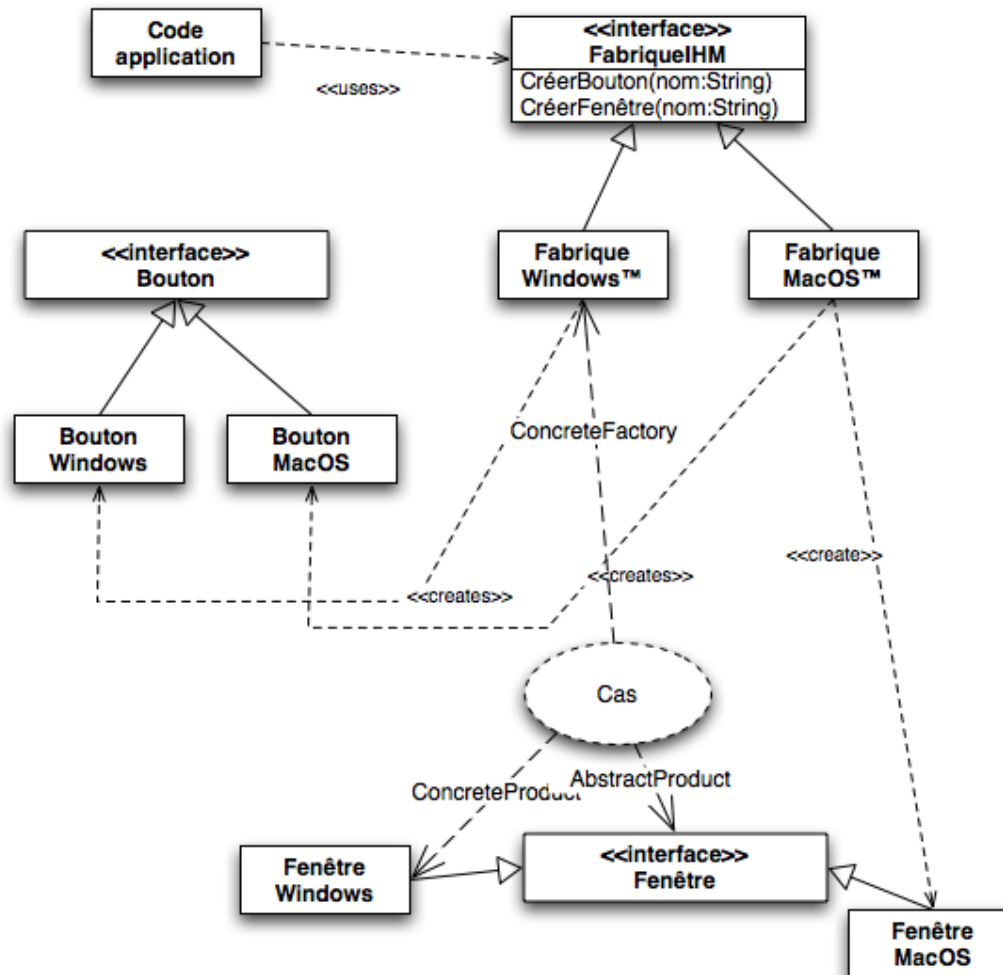 Code
application
<<uses>>
<<interface>>
FabriqueIHM
CréerBouton(nom:String)
CréerFenêtre(nom:String)
<<interface>>
Bouton
Fabrique
Windows™
Fabrique
MacOS™
Bouton
Windows
Bouton
MacOS
ConcreteFactory
<<creates>>
<<creates>>
<<create>>
Cas
ConcreteProduct
AbstractProduct
Fenêtre
Windows
<<interface>>
Fenêtre
Fenêtre
MacOS